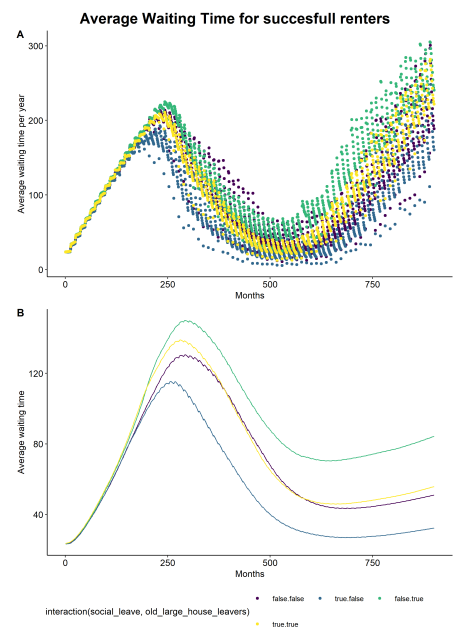 Average Waiting Time for succesfull renters
A
Average waiting time per year
300
200
100
0
0 250 500 750
Months
B
Average waiting time
120
80
40
0 250 500 750
Months
interaction(social_leave, old_large_house_leavers)
false.false true.false false.true
true.true